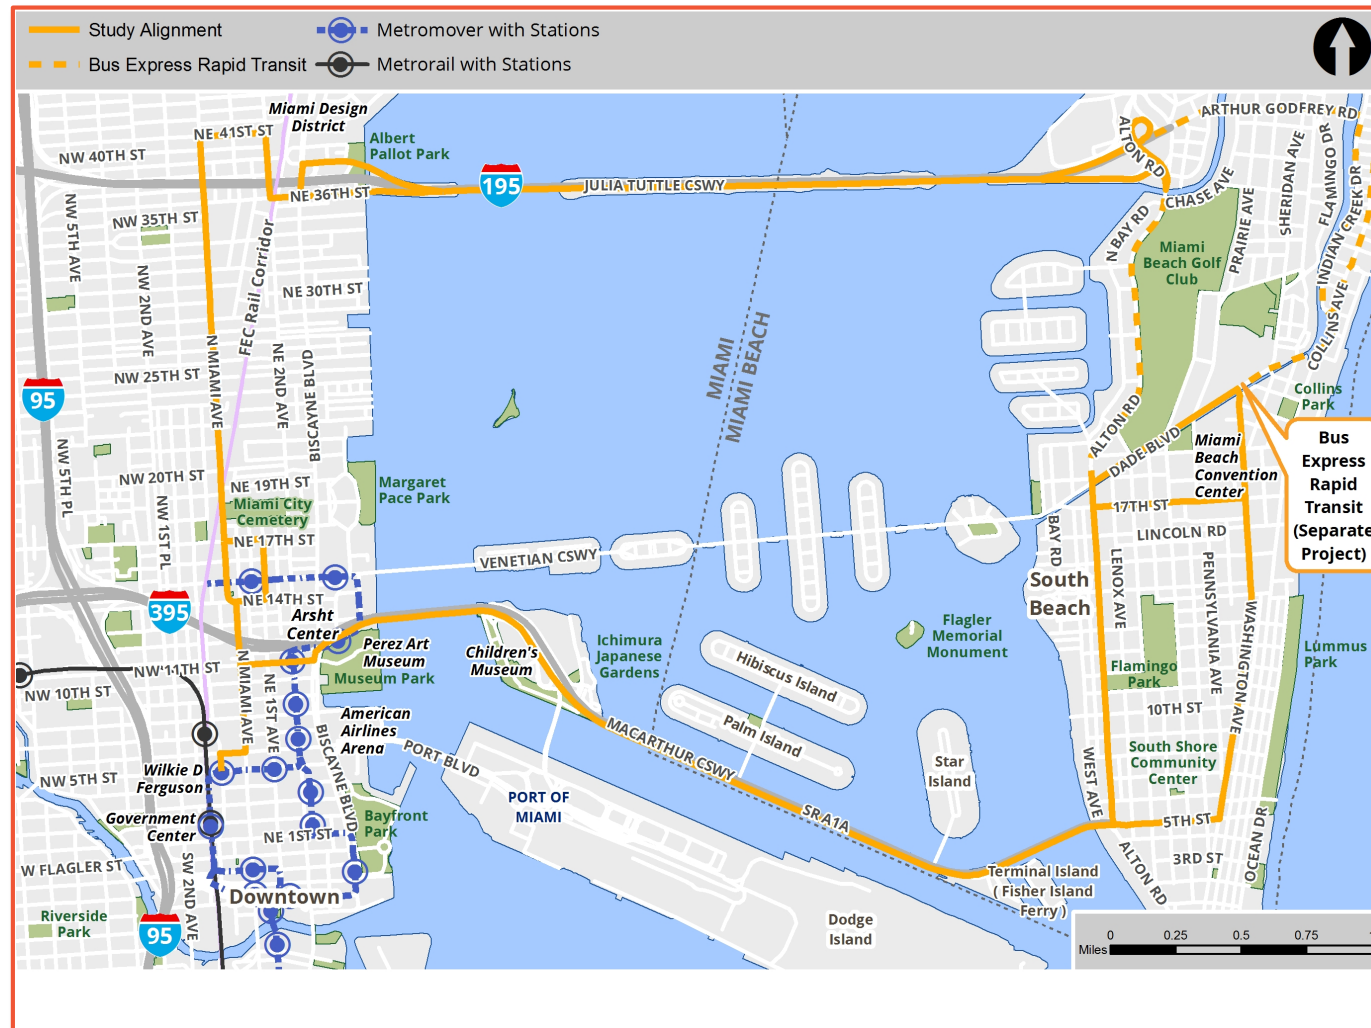 Study Alignment
Metromover with Stations
Bus Express Rapid Transit
Metrorail with Stations
Miami Design
District
NE 41ST ST
NW 40TH ST
Albert
Pallot Park
195
JULIA TUTTLE CSWY
NE 36TH ST
ARTHUR GODFREY RD
ALTON RD
CHASE AVE
N BAY RD
PRAIRIE AVE
SHERIDAN AVE
FLAMINGO DR
INDIAN CREEK DR
Miami
Beach Golf
Club
NW 5TH AVE
NW 35TH ST
NW 2ND AVE
FEC Rail Corridor
NE 30TH ST
N MIAMI AVE
NE 2ND AVE
BISCAYNE BLVD
NW 25TH ST
95
MIAMI
MIAMI BEACH
COLLINS AVE
Collins
Park
ALTON RD
DADE BLVD
Miami
Beach
Convention
Center
Bus
Express
Rapid
Transit
(Separate
Project)
NW 5TH PL
NW 20TH ST
NW 1ST PL
NE 19TH ST
Miami City
Cemetery
NE 17TH ST
Margaret
Pace Park
VENETIAN CSWY
17TH ST
LINCOLN RD
BAY RD
South
Beach
LENOX AVE
PENNSYLVANIA AVE
WASHINGTON AVE
395
NE 14TH ST
Arsht
Center
Perez Art
Museum
Museum Park
Children's
Museum
Ichimura
Japanese
Gardens
Flagler
Memorial
Monument
Hibiscus Island
Palm Island
Flamingo
Park
Lummus
Park
NW 11TH ST
NW 10TH ST
N MIAMI AVE
NE 1ST AVE
American
Airlines
Arena
BISCAYNE BLVD
PORT BLVD
MACARTHUR CSWY
SR A1A
Star
Island
10TH ST
South Shore
Community
Center
WEST AVE
5TH ST
NW 5TH ST
Wilkie D
Ferguson
Government
Center
NE 1ST ST
Bayfront
Park
PORT OF
MIAMI
W FLAGLER ST
SW 2ND AVE
Downtown
Riverside
Park
95
Dodge
Island
Terminal Island
( Fisher Island
Ferry )
ALTON RD
3RD ST
OCEAN DR
0 0.25 0.5 0.75
Miles